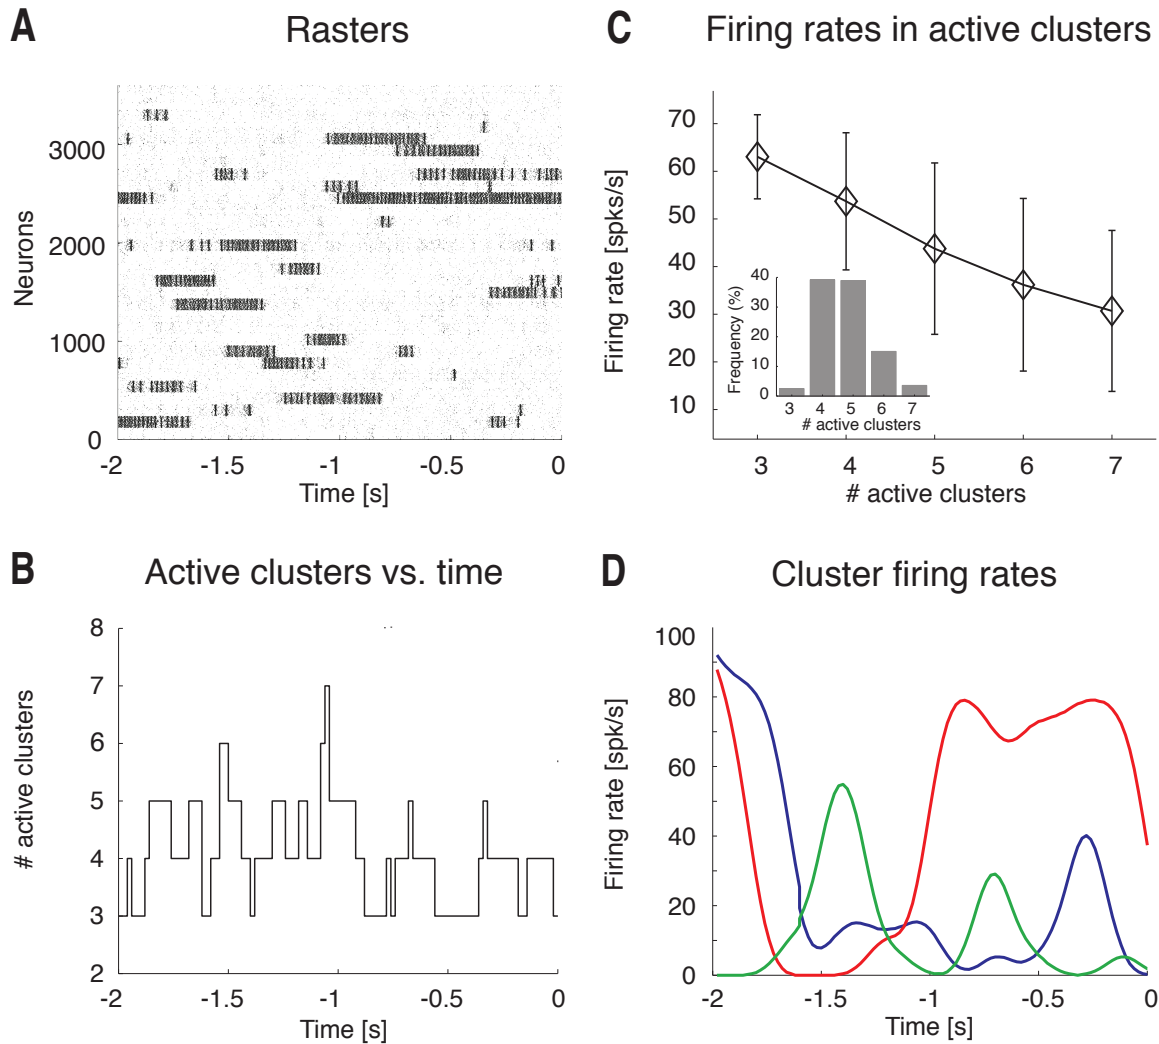 A
Rasters
3000
2000
1000
0
Neurons
-2 -1.5 -1 -0.5 0
Time [s]
B
Active clusters vs. time
8
7
6
5
4
3
2
# active clusters
-2 -1.5 -1 -0.5 0
Time [s]
C
Firing rates in active clusters
70
60
50
40
30
20
10
Firing rate [spks/s]
40
30
20
10
0
Frequency (%)
3 4 5 6 7
# active clusters
3 4 5 6 7
# active clusters
D
Cluster firing rates
100
80
60
40
20
0
Firing rate [spk/s]
-2 -1.5 -1 -0.5 0
Time [s]